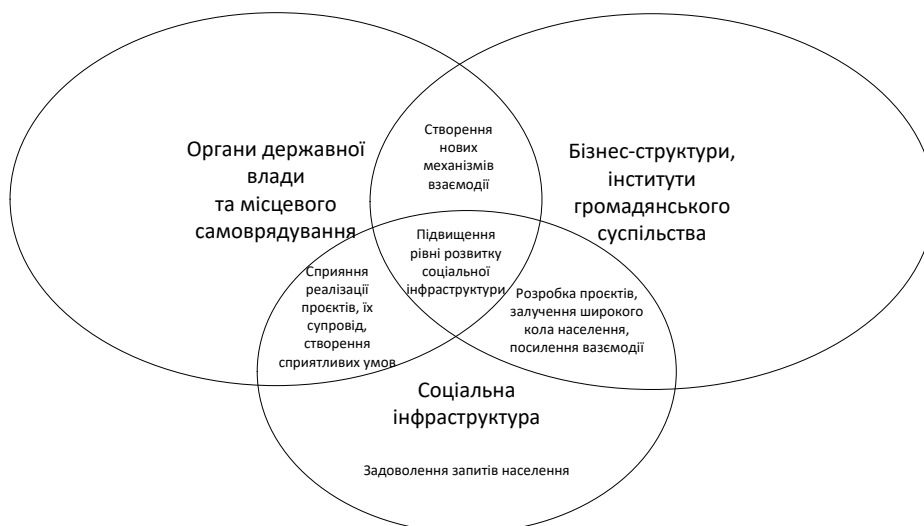 Органи державної
влади
та місцевого
самоврядування
Створення
нових
механізмів
взаємодії
Бізнес-структури,
інститути
громадянського
суспільства
Підвищення
рівні розвитку
соціальної
інфраструктури
Сприяння
реалізації
проєктів, їх
супровід,
створення
сприятливих умов
Розробка проєктів,
залучення широкого
кола населення,
посилення вазємодії
Соціальна
інфраструктура
Задоволення запитів населення